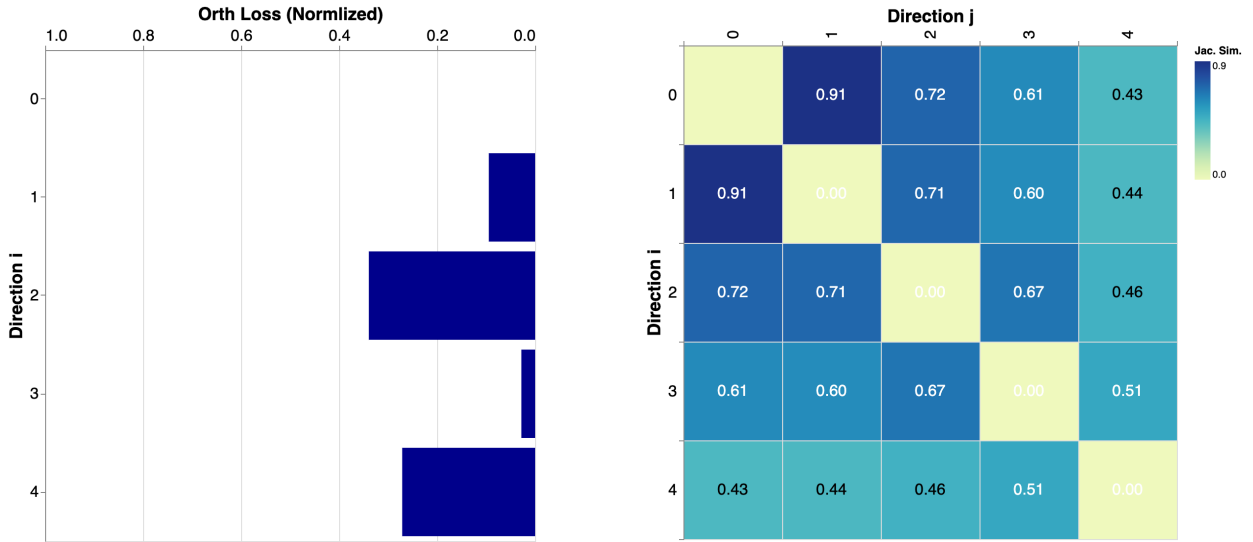 Orth Loss (Normlized)
1.0 0.8 0.6 0.4 0.2 0.0
Direction i
0
1
2
3
4
Direction j
0 1 2 3 4
Direction i
0 0.91 0.72 0.61 0.43
1 0.91 0.00 0.71 0.60 0.44
2 0.72 0.71 0.00 0.67 0.46
3 0.61 0.60 0.67 0.00 0.51
4 0.43 0.44 0.46 0.51 0.00
Jac. Sim.
0.9
0.0